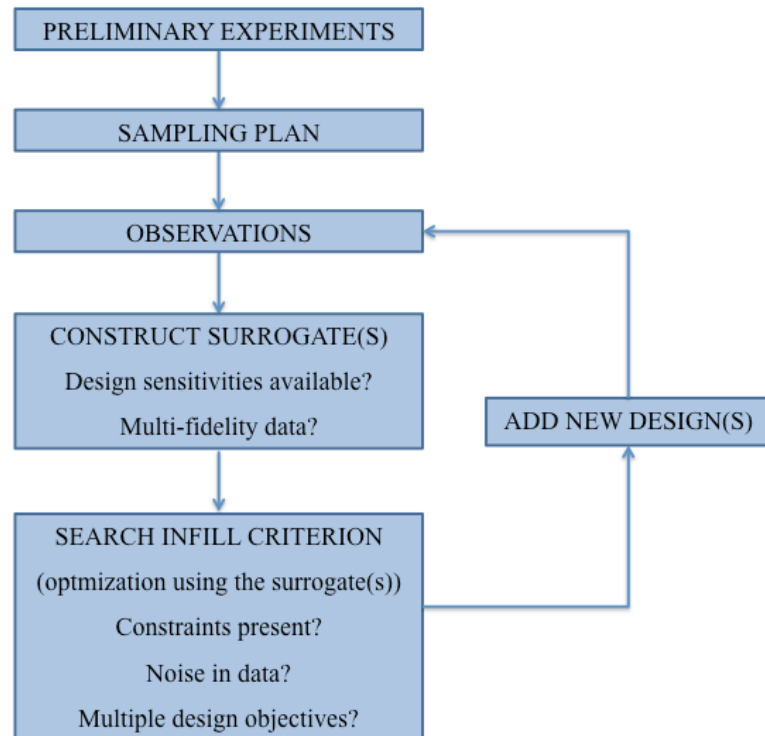 PRELIMINARY EXPERIMENTS
SAMPLING PLAN
OBSERVATIONS
CONSTRUCT SURROGATE(S)
Design sensitivities available?
Multi-fidelity data?
ADD NEW DESIGN(S)
SEARCH INFILL CRITERION
(optmization using the surrogate(s))
Constraints present?
Noise in data?
Multiple design objectives?